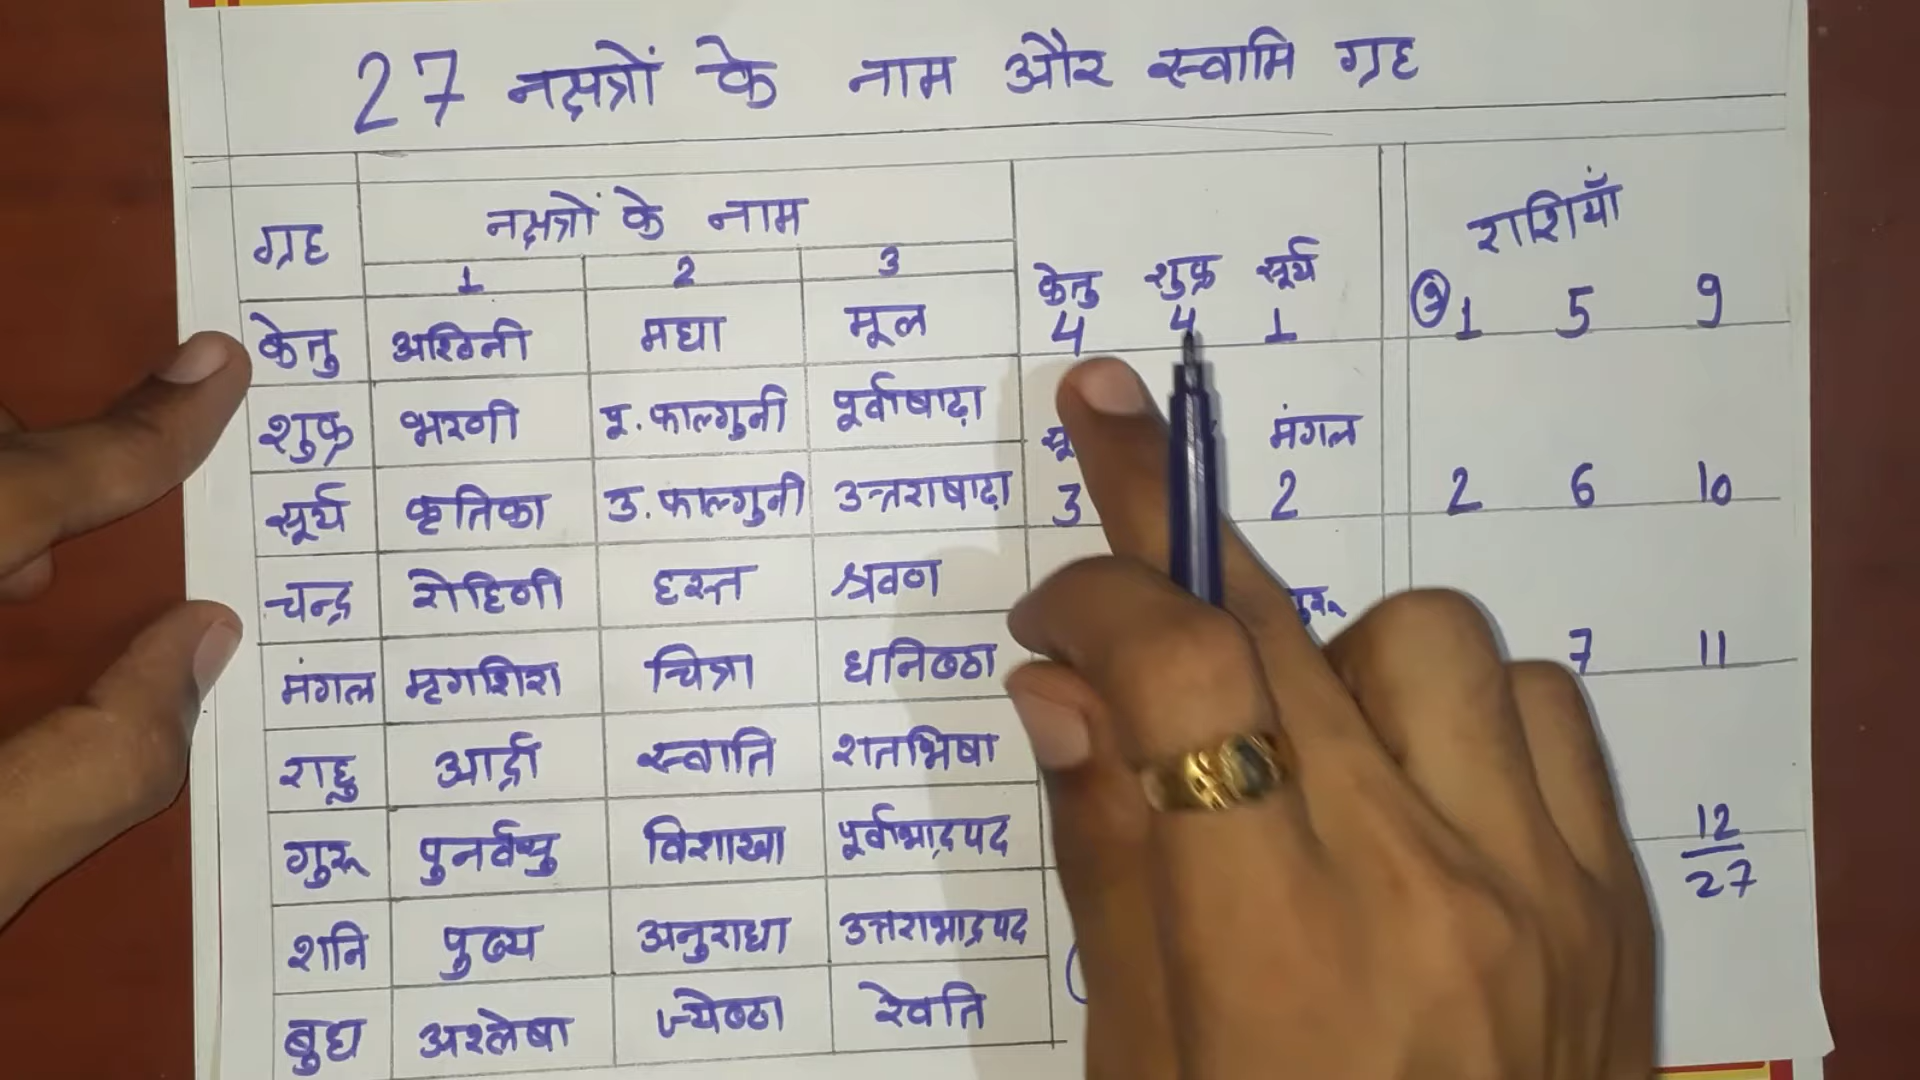 27 नक्षत्रों के नाम और स्वामि ग्रह
ग्रह नक्षत्रों के नाम
1 2 3
केतु अश्विनी मघा मूल
शुक्र भरणी पू. फाल्गुनी पूर्वाषाढ़ा
सूर्य कृतिका उ. फाल्गुनी उत्तराषाढ़ा
चन्द्र रोहिणी हस्त श्रवण
मंगल मृगशिरा चित्रा धनिष्ठा
राहु आर्द्रा स्वाति शतभिषा
गुरू पुनर्वसु विशाखा पूर्वाभाद्रपद
शनि पुष्य अनुराधा उत्तराभाद्रपद
बुध अश्लेषा ज्येष्ठा रेवति
केतु शुक्र सूर्य
4 4 1
मंगल
3 2
राशियाँ
1 5 9
2 6 10
7 11
12
27